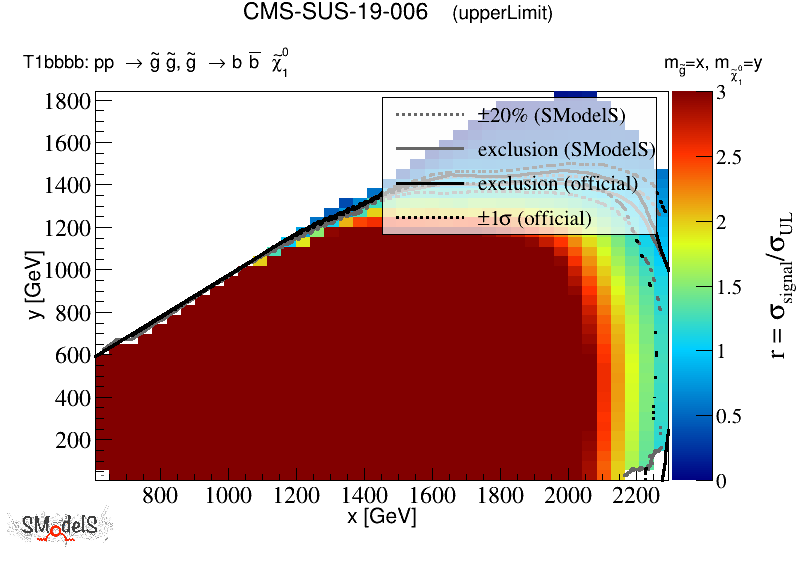 CMS-SUS-19-006 (upperLimit)
T1bbbb: pp → g̃ g̃, g̃ → b b̅ χ̃₁⁰
m_g̃=x, m_χ̃₁⁰=y
±20% (SModelS)
exclusion (SModelS)
exclusion (official)
±1σ (official)
1800
1600
1400
1200
1000
800
600
400
200
y [GeV]
800 1000 1200 1400 1600 1800 2000 2200
x [GeV]
3
2.5
2
1.5
1
0.5
0
r = σ_signal/σ_UL
SModelS